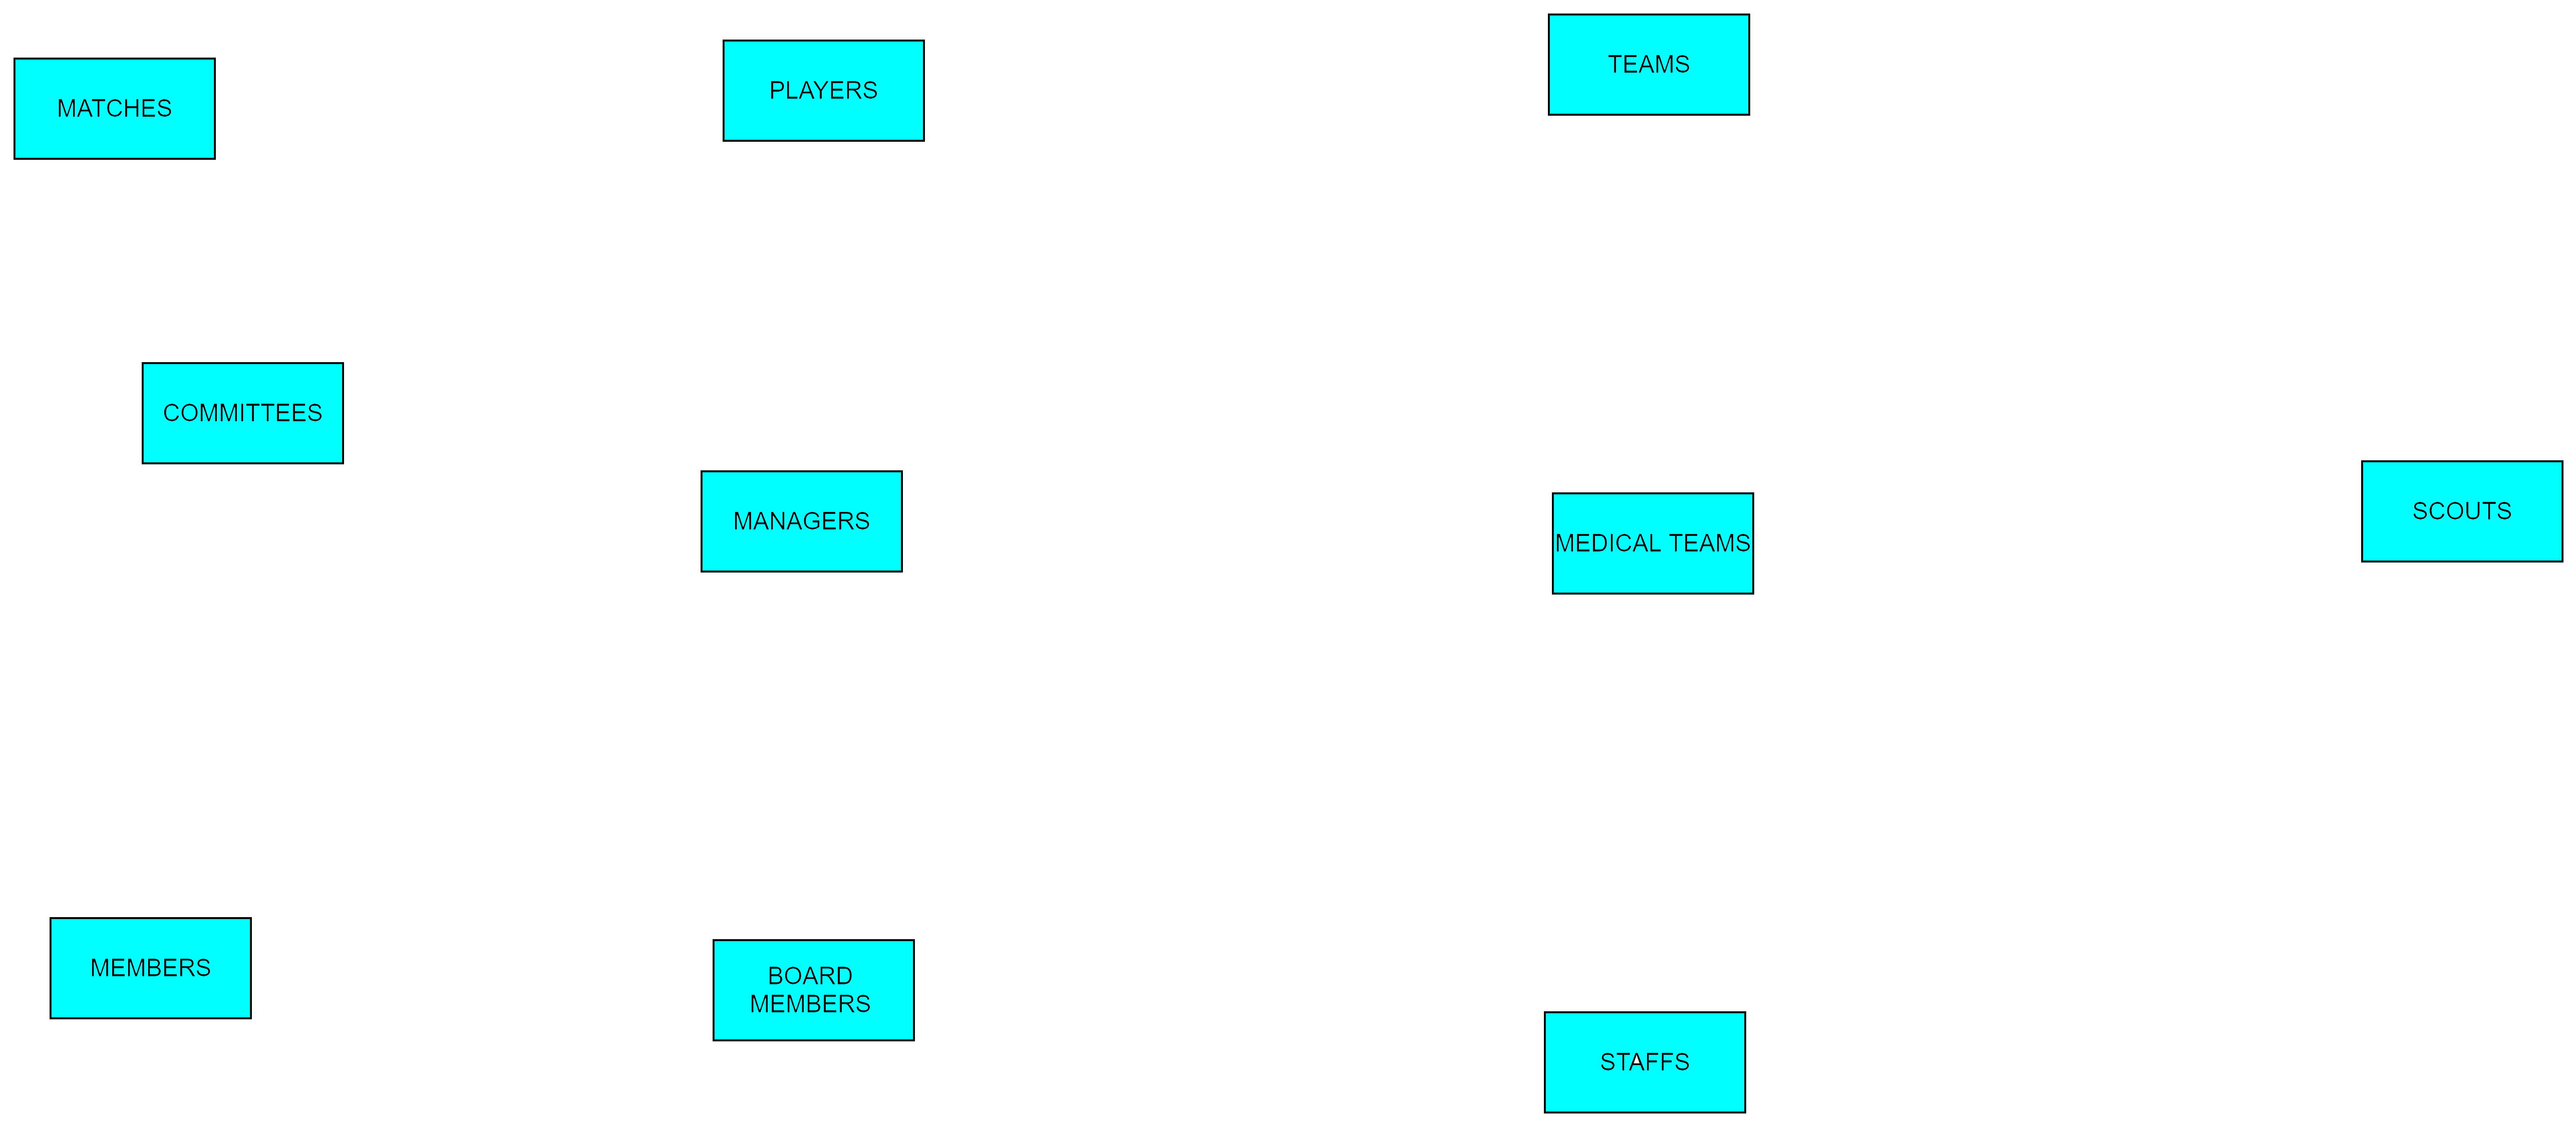 TEAMS
PLAYERS
MATCHES
COMMITTEES
MANAGERS
MEDICAL TEAMS
SCOUTS
MEMBERS
BOARD
MEMBERS
STAFFS